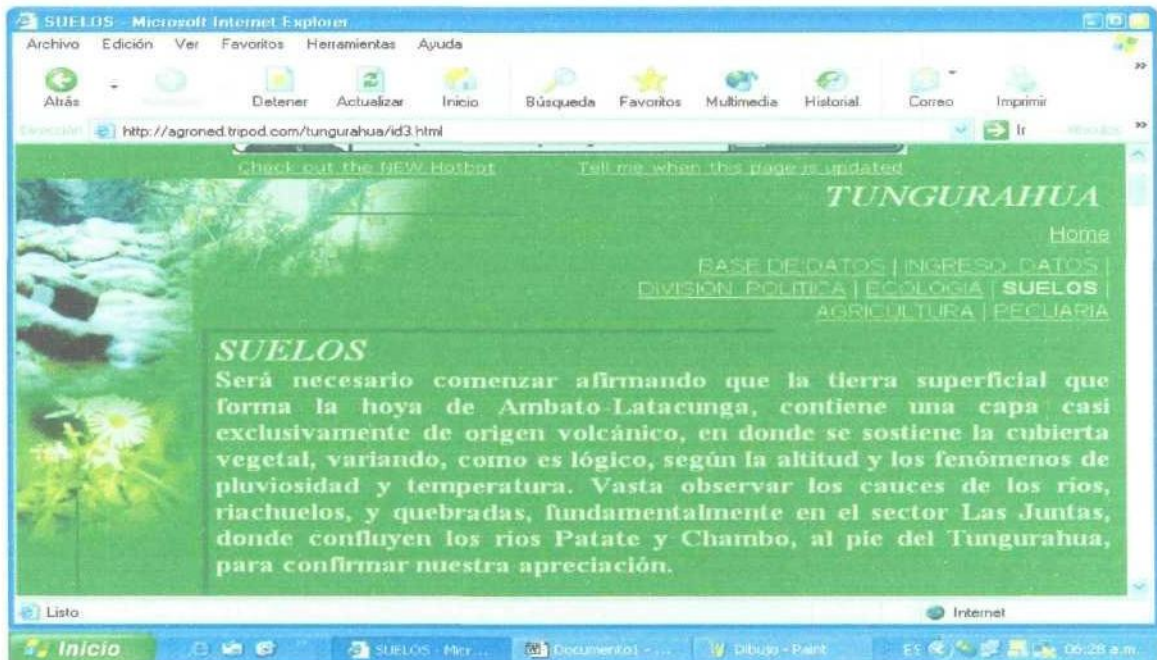 SUELOS - Microsoft Internet Explorer
Archivo Edición Ver Favoritos Herramientas Ayuda
Atrás Detener Actualizar Inicio Búsqueda Favoritos Multimedia Historial Correo Imprimir
Dirección http://agroned.tripod.com/tungurahua/id3.html Ir
Check out the NEW Hotbot Tell me when this page is updated
TUNGURAHUA
Home
BASE DE DATOS | INGRESO DATOS |
DIVISION POLITICA | ECOLOGIA | SUELOS |
AGRICULTURA | PECUARIA
SUELOS
Será necesario comenzar afirmando que la tierra superficial que
forma la hoya de Ambato-Latacunga, contiene una capa casi
exclusivamente de origen volcánico, en donde se sostiene la cubierta
vegetal, variando, como es lógico, según la altitud y los fenómenos de
pluviosidad y temperatura. Vasta observar los cauces de los ríos,
riachuelos, y quebradas, fundamentalmente en el sector Las Juntas,
donde confluyen los ríos Patate y Chambo, al pie del Tungurahua,
para confirmar nuestra apreciación.
Listo Internet
Inicio SUELOS - Micr... Documento1 - ... Dibujo - Paint ES 06:28 a.m.